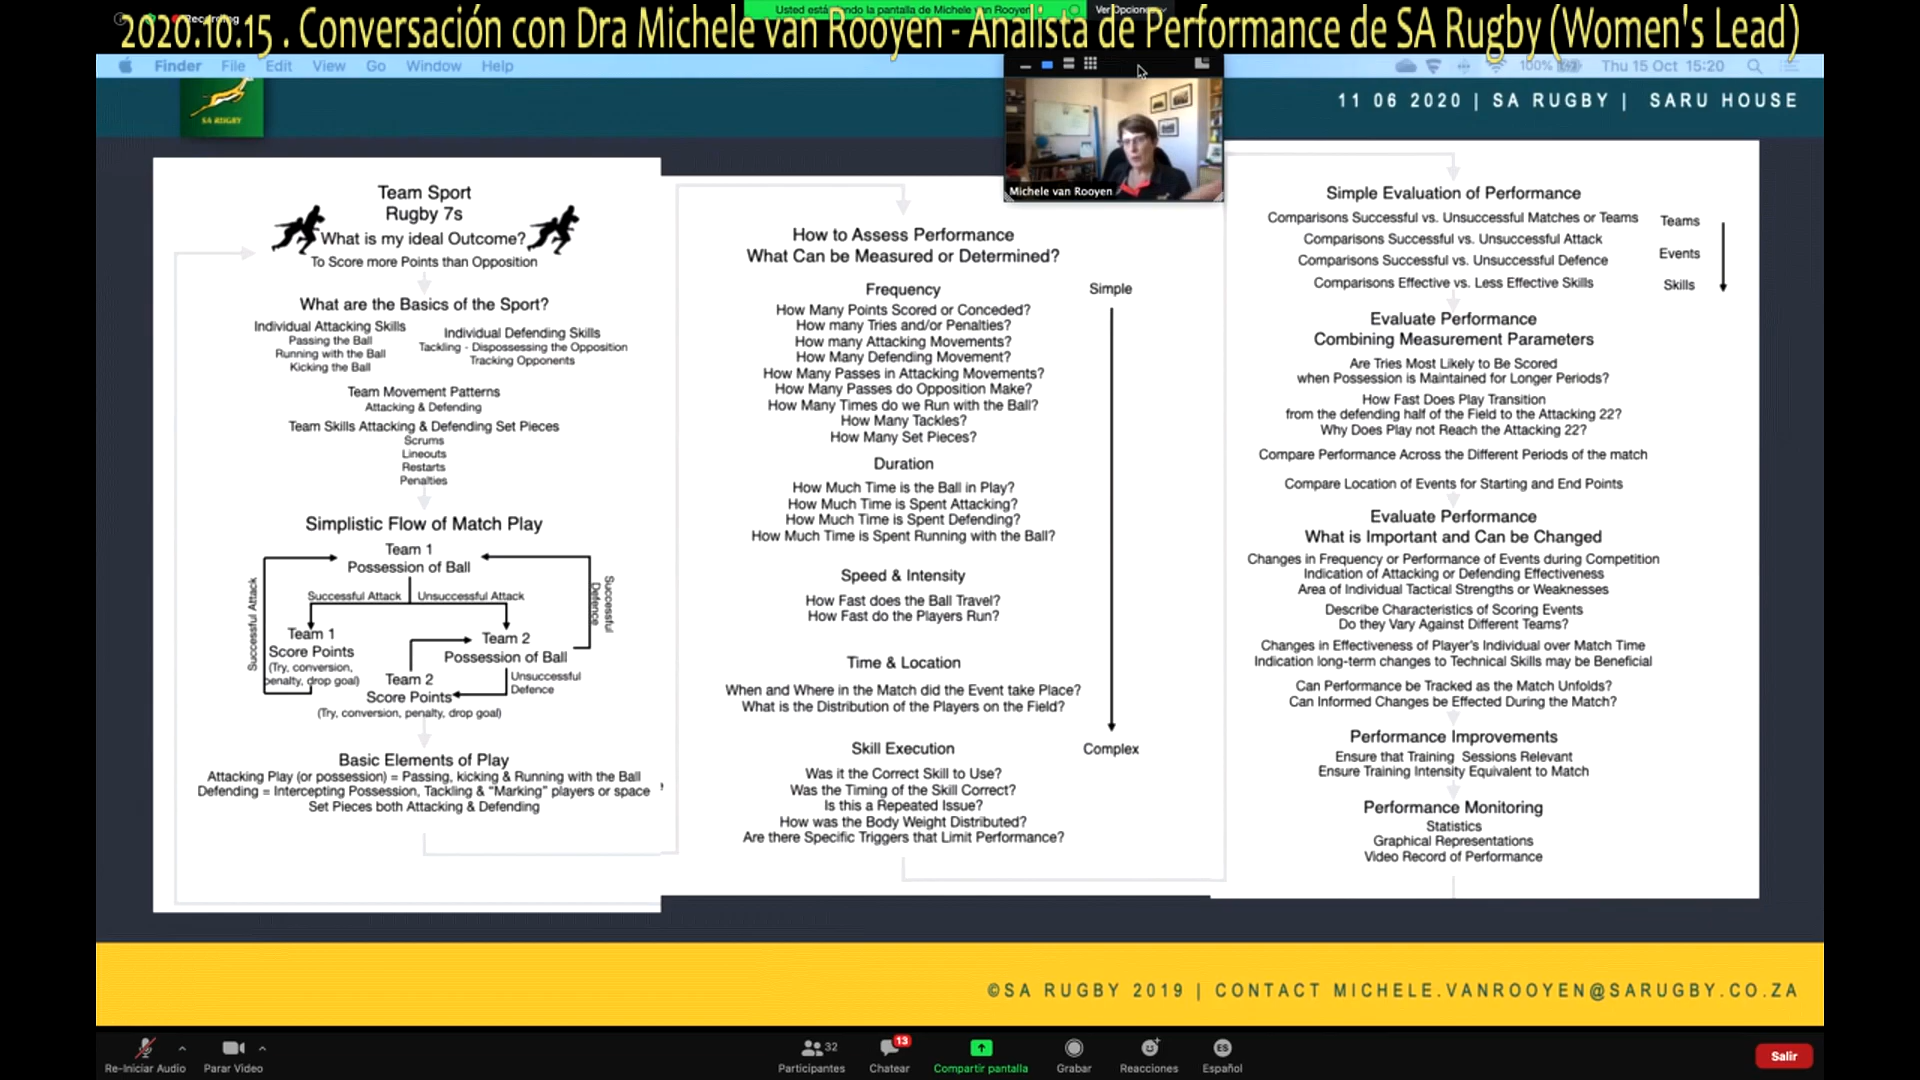 Recording
Usted está
la pantalla de Michele van Rooyen
Ver Opciones
2020.10.15 . Conversación con Dra Michele van Rooyen - Analista de Performance de SA Rugby (Women's Lead)
Finder File Edit View Go Window Help
100% Thu 15 Oct 15:20
SA RUGBY
11 06 2020 | SA RUGBY | SARU HOUSE
Michele van Rooyen
Team Sport
Rugby 7s
What is my ideal Outcome?
To Score more Points than Opposition
What are the Basics of the Sport?
Individual Attacking Skills
Passing the Ball
Running with the Ball
Kicking the Ball
Individual Defending Skills
Tackling - Dispossessing the Opposition
Tracking Opponents
Team Movement Patterns
Attacking & Defending
Team Skills Attacking & Defending Set Pieces
Scrums
Lineouts
Restarts
Penalties
Simplistic Flow of Match Play
Team 1
Possession of Ball
Successful Attack
Unsuccessful Attack
Successful Attack
Successful Defence
Team 1
Score Points
(Try, conversion,
penalty, drop goal)
Team 2
Possession of Ball
Unsuccessful
Defence
Team 2
Score Points
(Try, conversion, penalty, drop goal)
Basic Elements of Play
Attacking Play (or possession) = Passing, kicking & Running with the Ball
Defending = Intercepting Possession, Tackling & "Marking" players or space
Set Pieces both Attacking & Defending
How to Assess Performance
What Can be Measured or Determined?
Frequency
Simple
How Many Points Scored or Conceded?
How many Tries and/or Penalties?
How many Attacking Movements?
How Many Defending Movement?
How Many Passes in Attacking Movements?
How Many Passes do Opposition Make?
How Many Times do we Run with the Ball?
How Many Tackles?
How Many Set Pieces?
Duration
How Much Time is the Ball in Play?
How Much Time is Spent Attacking?
How Much Time is Spent Defending?
How Much Time is Spent Running with the Ball?
Speed & Intensity
How Fast does the Ball Travel?
How Fast do the Players Run?
Time & Location
When and Where in the Match did the Event take Place?
What is the Distribution of the Players on the Field?
Skill Execution
Complex
Was it the Correct Skill to Use?
Was the Timing of the Skill Correct?
Is this a Repeated Issue?
How was the Body Weight Distributed?
Are there Specific Triggers that Limit Performance?
Simple Evaluation of Performance
Comparisons Successful vs. Unsuccessful Matches or Teams
Comparisons Successful vs. Unsuccessful Attack
Comparisons Successful vs. Unsuccessful Defence
Comparisons Effective vs. Less Effective Skills
Teams
Events
Skills
Evaluate Performance
Combining Measurement Parameters
Are Tries Most Likely to Be Scored
when Possession is Maintained for Longer Periods?
How Fast Does Play Transition
from the defending half of the Field to the Attacking 22?
Why Does Play not Reach the Attacking 22?
Compare Performance Across the Different Periods of the match
Compare Location of Events for Starting and End Points
Evaluate Performance
What is Important and Can be Changed
Changes in Frequency or Performance of Events during Competition
Indication of Attacking or Defending Effectiveness
Area of Individual Tactical Strengths or Weaknesses
Describe Characteristics of Scoring Events
Do they Vary Against Different Teams?
Changes in Effectiveness of Player's Individual over Match Time
Indication long-term changes to Technical Skills may be Beneficial
Can Performance be Tracked as the Match Unfolds?
Can Informed Changes be Effected During the Match?
Performance Improvements
Ensure that Training Sessions Relevant
Ensure Training Intensity Equivalent to Match
Performance Monitoring
Statistics
Graphical Representations
Video Record of Performance
©SA RUGBY 2019 | CONTACT MICHELE.VANROOYEN@SARUGBY.CO.ZA
Re-Iniciar Audio
Parar Video
32
Participantes
13
Chatear
Compartir pantalla
Grabar
Reacciones
ES
Español
Salir